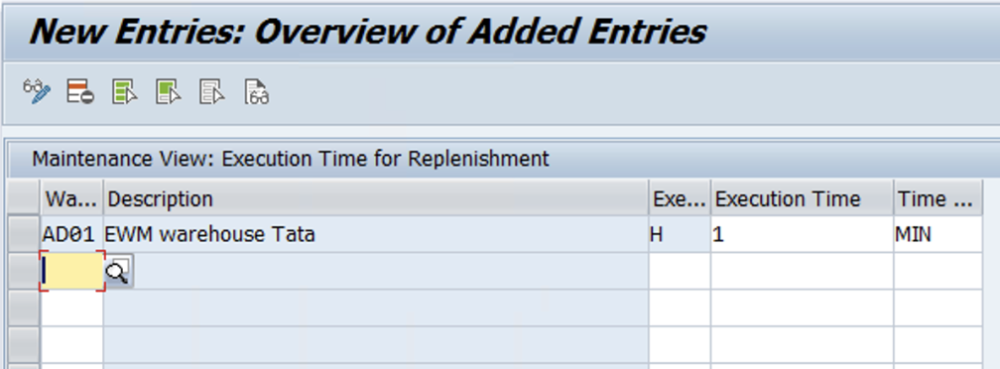 New Entries: Overview of Added Entries
Maintenance View: Execution Time for Replenishment
Wa... Description Exe... Execution Time Time ...
AD01 EWM warehouse Tata H 1 MIN